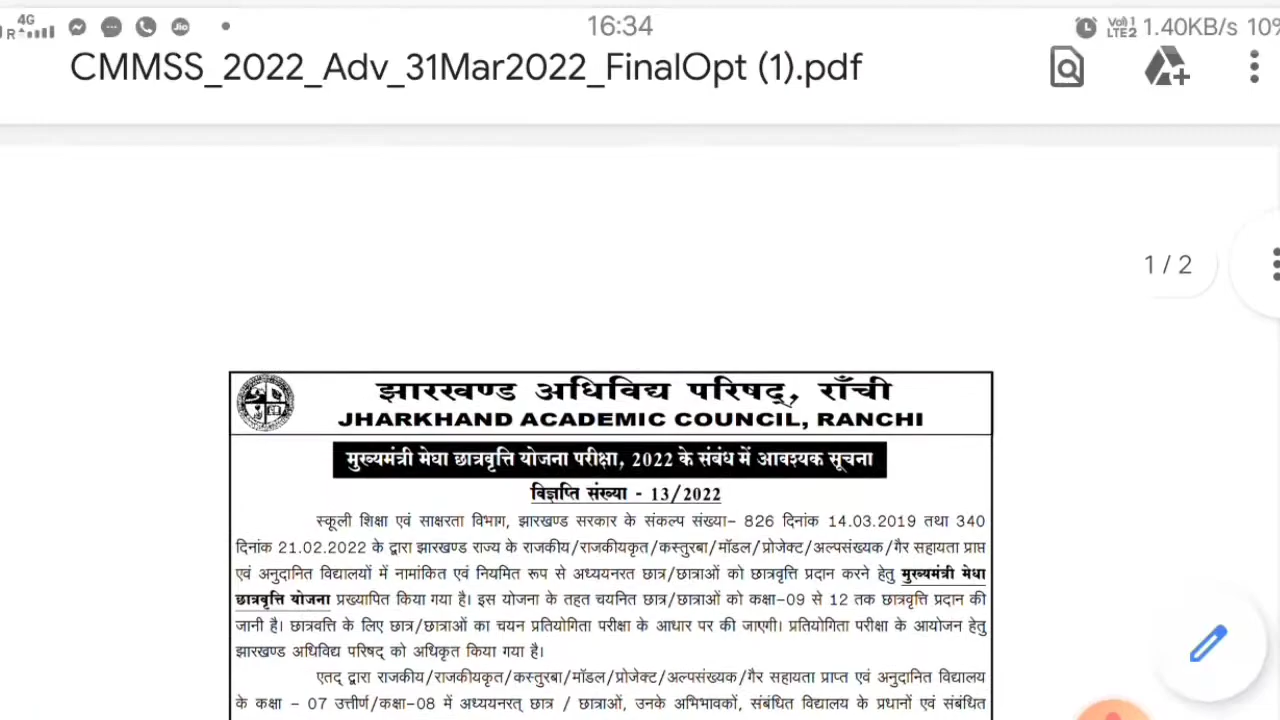 4G
R
16:34
Vol) 1
LTE2
1.40KB/s
10%
CMMSS_2022_Adv_31Mar2022_FinalOpt (1).pdf
1 / 2
झारखण्ड अधिविद्य परिषद्, राँची
JHARKHAND ACADEMIC COUNCIL, RANCHI
मुख्यमंत्री मेधा छात्रवृत्ति योजना परीक्षा, 2022 के संबंध में आवश्यक सूचना
विज्ञप्ति संख्या - 13/2022
स्कूली शिक्षा एवं साक्षरता विभाग, झारखण्ड सरकार के संकल्प संख्या– 826 दिनांक 14.03.2019 तथा 340
दिनांक 21.02.2022 के द्वारा झारखण्ड राज्य के राजकीय/राजकीयकृत/कस्तुरबा/मॉडल/प्रोजेक्ट/अल्पसंख्यक/गैर सहायता प्राप्त
एवं अनुदानित विद्यालयों में नामांकित एवं नियमित रूप से अध्ययनरत छात्र/छात्राओं को छात्रवृत्ति प्रदान करने हेतु मुख्यमंत्री मेधा
छात्रवृत्ति योजना प्रख्यापित किया गया है। इस योजना के तहत चयनित छात्र/छात्राओं को कक्षा–09 से 12 तक छात्रवृत्ति प्रदान की
जानी है। छात्रवत्ति के लिए छात्र/छात्राओं का चयन प्रतियोगिता परीक्षा के आधार पर की जाएगी। प्रतियोगिता परीक्षा के आयोजन हेतु
झारखण्ड अधिविद्य परिषद् को अधिकृत किया गया है।
एतद् द्वारा राजकीय/राजकीयकृत/कस्तुरबा/मॉडल/प्रोजेक्ट/अल्पसंख्यक/गैर सहायता प्राप्त एवं अनुदानित विद्यालय
के कक्षा – 07 उत्तीर्ण/कक्षा–08 में अध्ययनरत् छात्र / छात्राओं, उनके अभिभावकों, संबंधित विद्यालय के प्रधानों एवं संबंधित